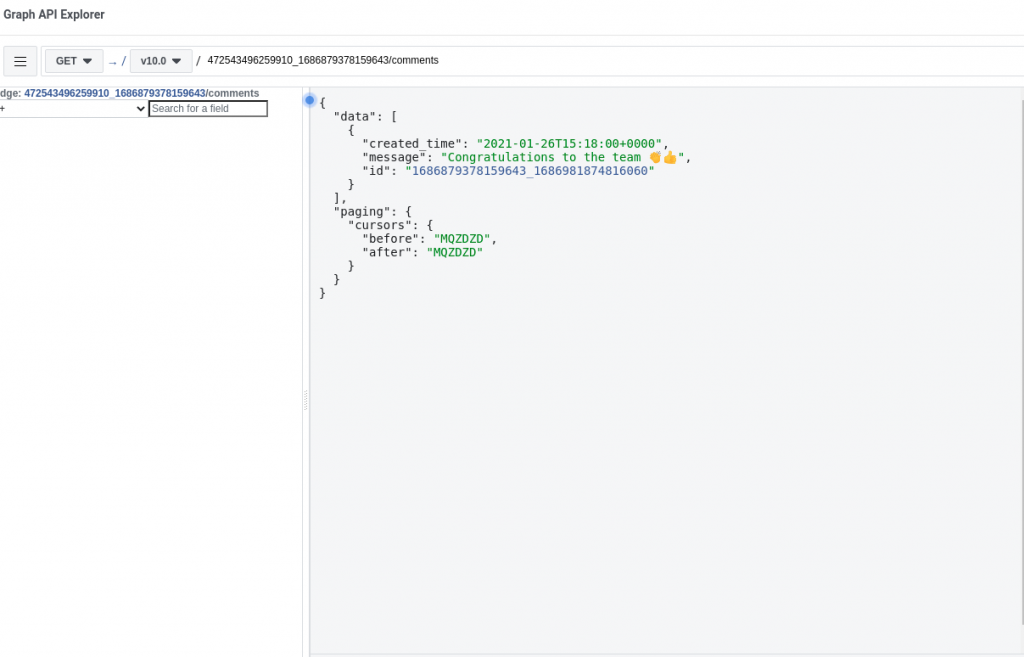 Graph API Explorer
GET → / v10.0 / 472543496259910_1686879378159643/comments
dge: 472543496259910_1686879378159643/comments
+ Search for a field
{
"data": [
{
"created_time": "2021-01-26T15:18:00+0000",
"message": "Congratulations to the team 👏👍",
"id": "1686879378159643_1686981874816060"
}
],
"paging": {
"cursors": {
"before": "MQZDZD",
"after": "MQZDZD"
}
}
}